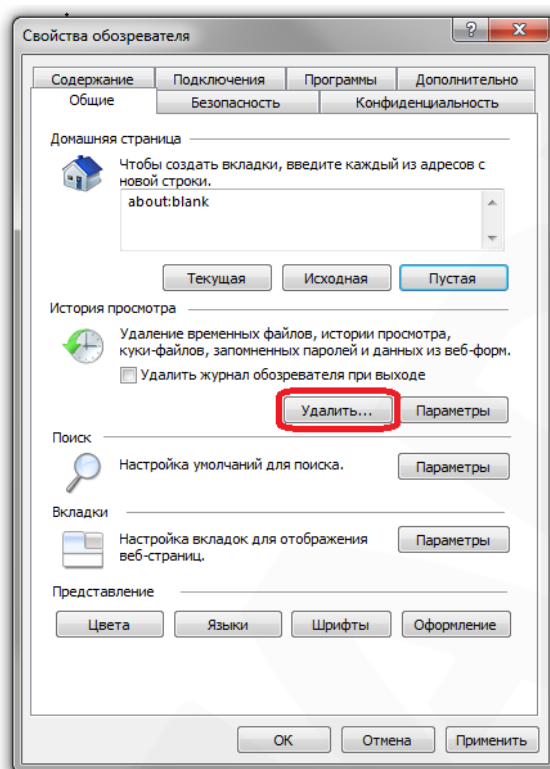 Свойства обозревателя
?
X
Содержание Подключения Программы Дополнительно
Общие Безопасность Конфиденциальность
Домашняя страница
Чтобы создать вкладки, введите каждый из адресов с
новой строки.
about:blank
Текущая Исходная Пустая
История просмотра
Удаление временных файлов, истории просмотра,
куки-файлов, запомненных паролей и данных из веб-форм.
Удалить журнал обозревателя при выходе
Удалить... Параметры
Поиск
Настройка умолчаний для поиска. Параметры
Вкладки
Настройка вкладок для отображения
веб-страниц.
Параметры
Представление
Цвета Языки Шрифты Оформление
ОК Отмена Применить